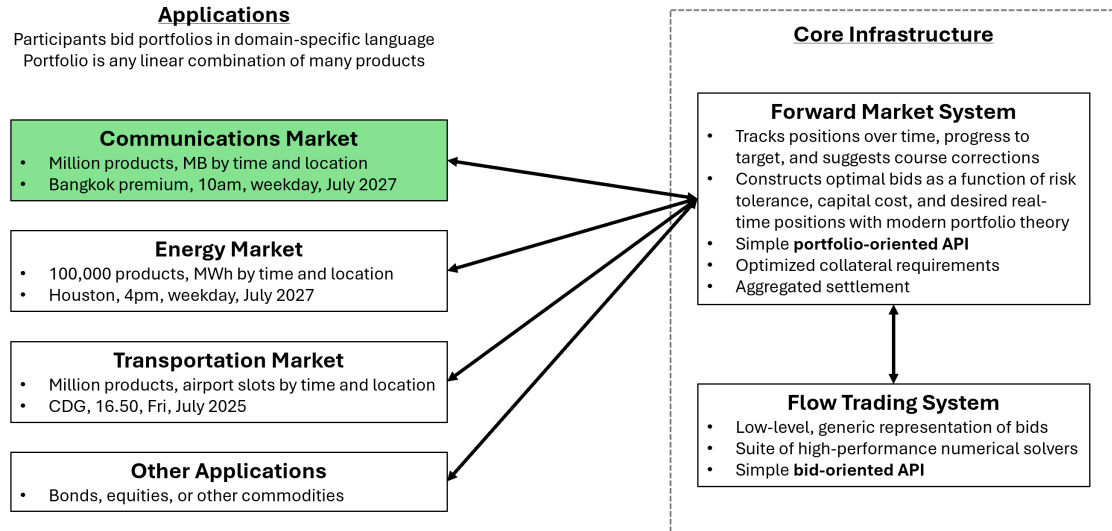 Applications
Participants bid portfolios in domain-specific language
Portfolio is any linear combination of many products
Communications Market
• Million products, MB by time and location
• Bangkok premium, 10am, weekday, July 2027
Energy Market
• 100,000 products, MWh by time and location
• Houston, 4pm, weekday, July 2027
Transportation Market
• Million products, airport slots by time and location
• CDG, 16.50, Fri, July 2025
Other Applications
• Bonds, equities, or other commodities
Core Infrastructure
Forward Market System
• Tracks positions over time, progress to
target, and suggests course corrections
• Constructs optimal bids as a function of risk
tolerance, capital cost, and desired real-
time positions with modern portfolio theory
• Simple portfolio-oriented API
• Optimized collateral requirements
• Aggregated settlement
Flow Trading System
• Low-level, generic representation of bids
• Suite of high-performance numerical solvers
• Simple bid-oriented API